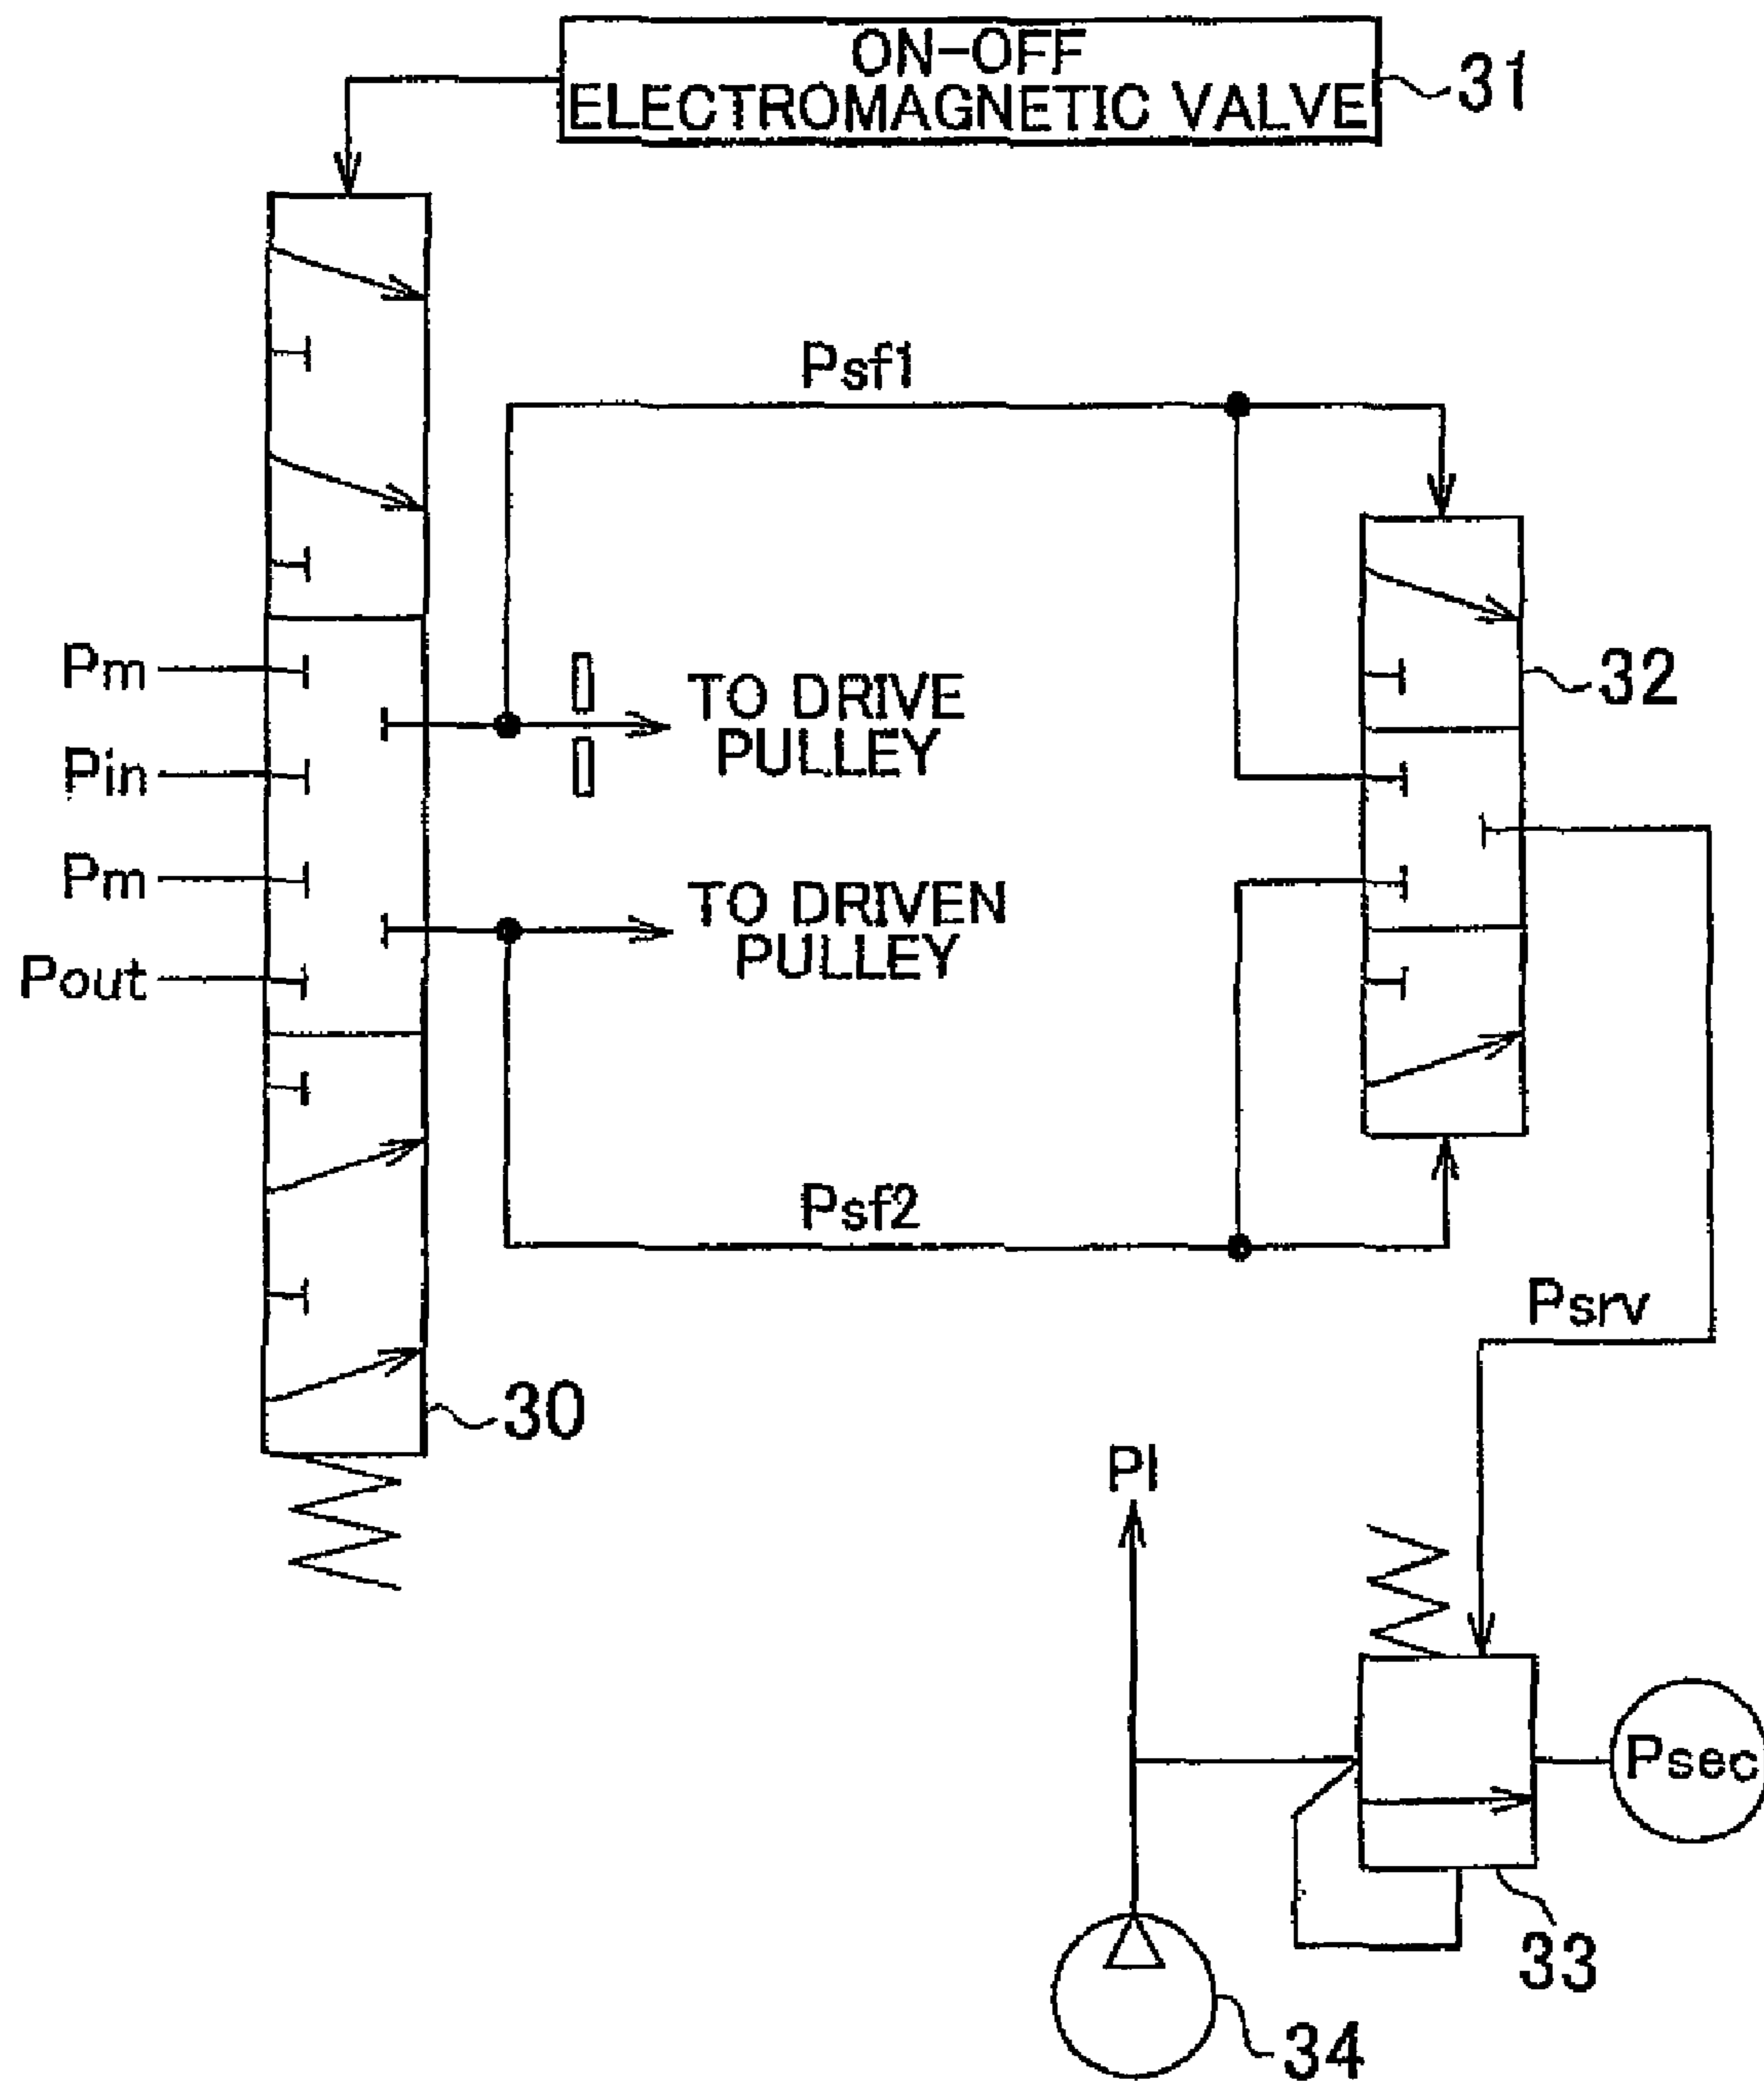 ON-OFF
ELECTROMAGNETIC VALVE
31
Psf1
32
Pm
TO DRIVE
PULLEY
Pin
Pm
TO DRIVEN
PULLEY
Pout
Psf2
Psrv
30
Pl
Psec
33
34